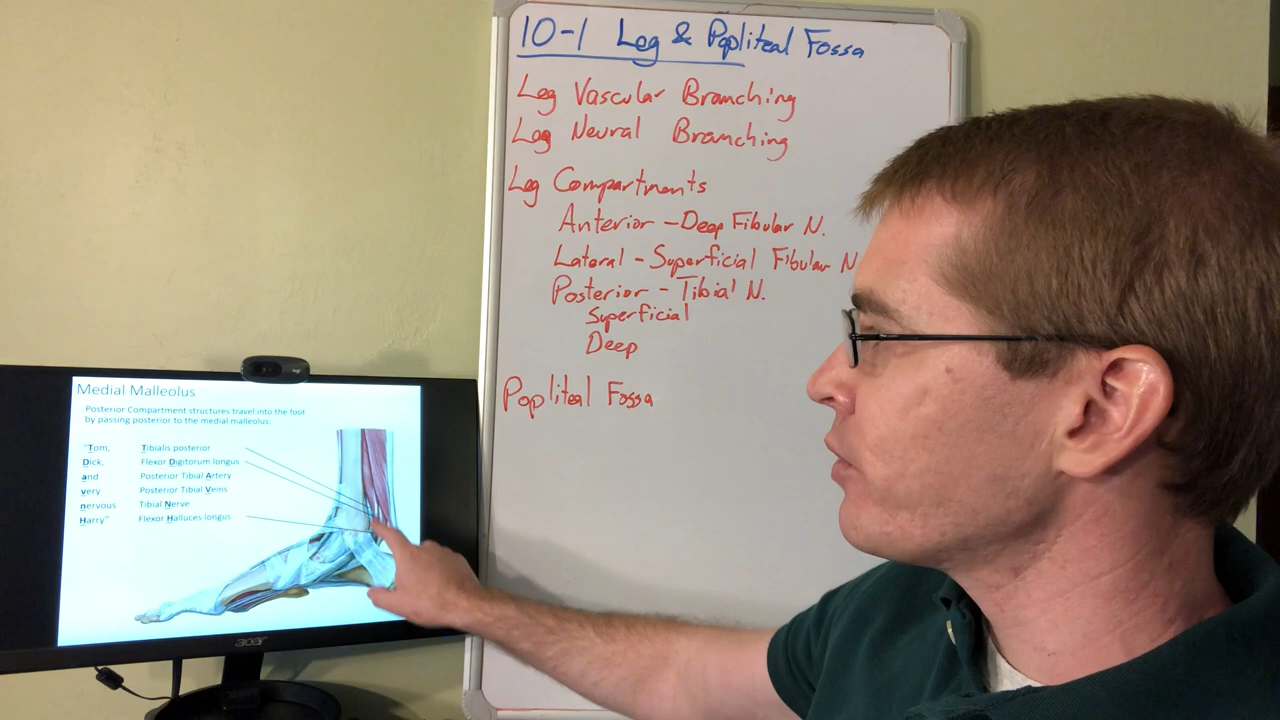 10-1 Leg & Popliteal Fossa
Leg Vascular Branching
Leg Neural Branching
Leg Compartments
Anterior - Deep Fibular N.
Lateral - Superficial Fibular N
Posterior - Tibial N.
Superficial
Deep
Popliteal Fossa
Medial Malleolus
Posterior Compartment structures travel into the foot
by passing posterior to the medial malleolus:
"Tom, Tibialis posterior
Dick, Flexor Digitorum longus
and Posterior Tibial Artery
very Posterior Tibial Veins
nervous Tibial Nerve
Harry" Flexor Halluces longus
acer
logi